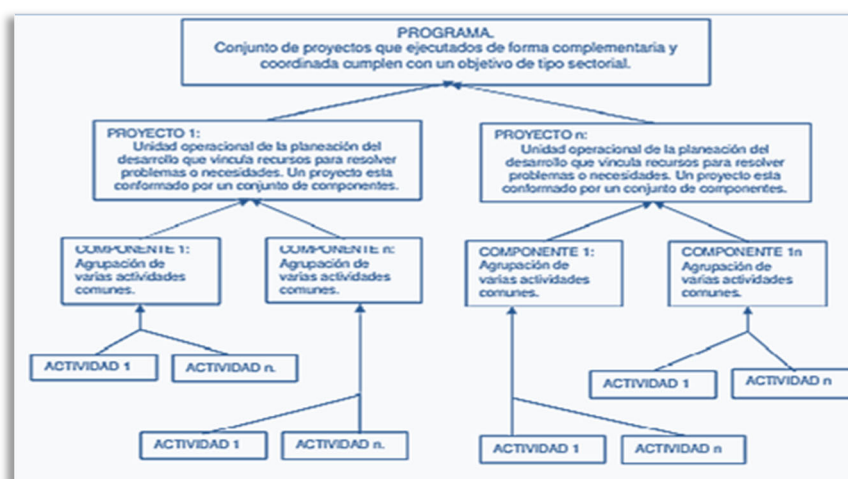 PROGRAMA.
Conjunto de proyectos que ejecutados de forma complementaria y
coordinada cumplen con un objetivo de tipo sectorial.
PROYECTO 1:
Unidad operacional de la planeación del
desarrollo que vincula recursos para resolver
problemas o necesidades. Un proyecto esta
conformado por un conjunto de componentes.
PROYECTO n:
Unidad operacional de la planeación del
desarrollo que vincula recursos para resolver
problemas o necesidades. Un proyecto esta
conformado por un conjunto de componentes.
COMPONENTE 1:
Agrupación de
varias actividades
comunes.
COMPONENTE n:
Agrupación de
varias actividades
comunes.
COMPONENTE 1:
Agrupación de
varias actividades
comunes.
COMPONENTE 1n
Agrupación de
varias actividades
comunes.
ACTIVIDAD 1
ACTIVIDAD n.
ACTIVIDAD 1
ACTIVIDAD n
ACTIVIDAD 1
ACTIVIDAD n.
ACTIVIDAD 1
ACTIVIDAD n